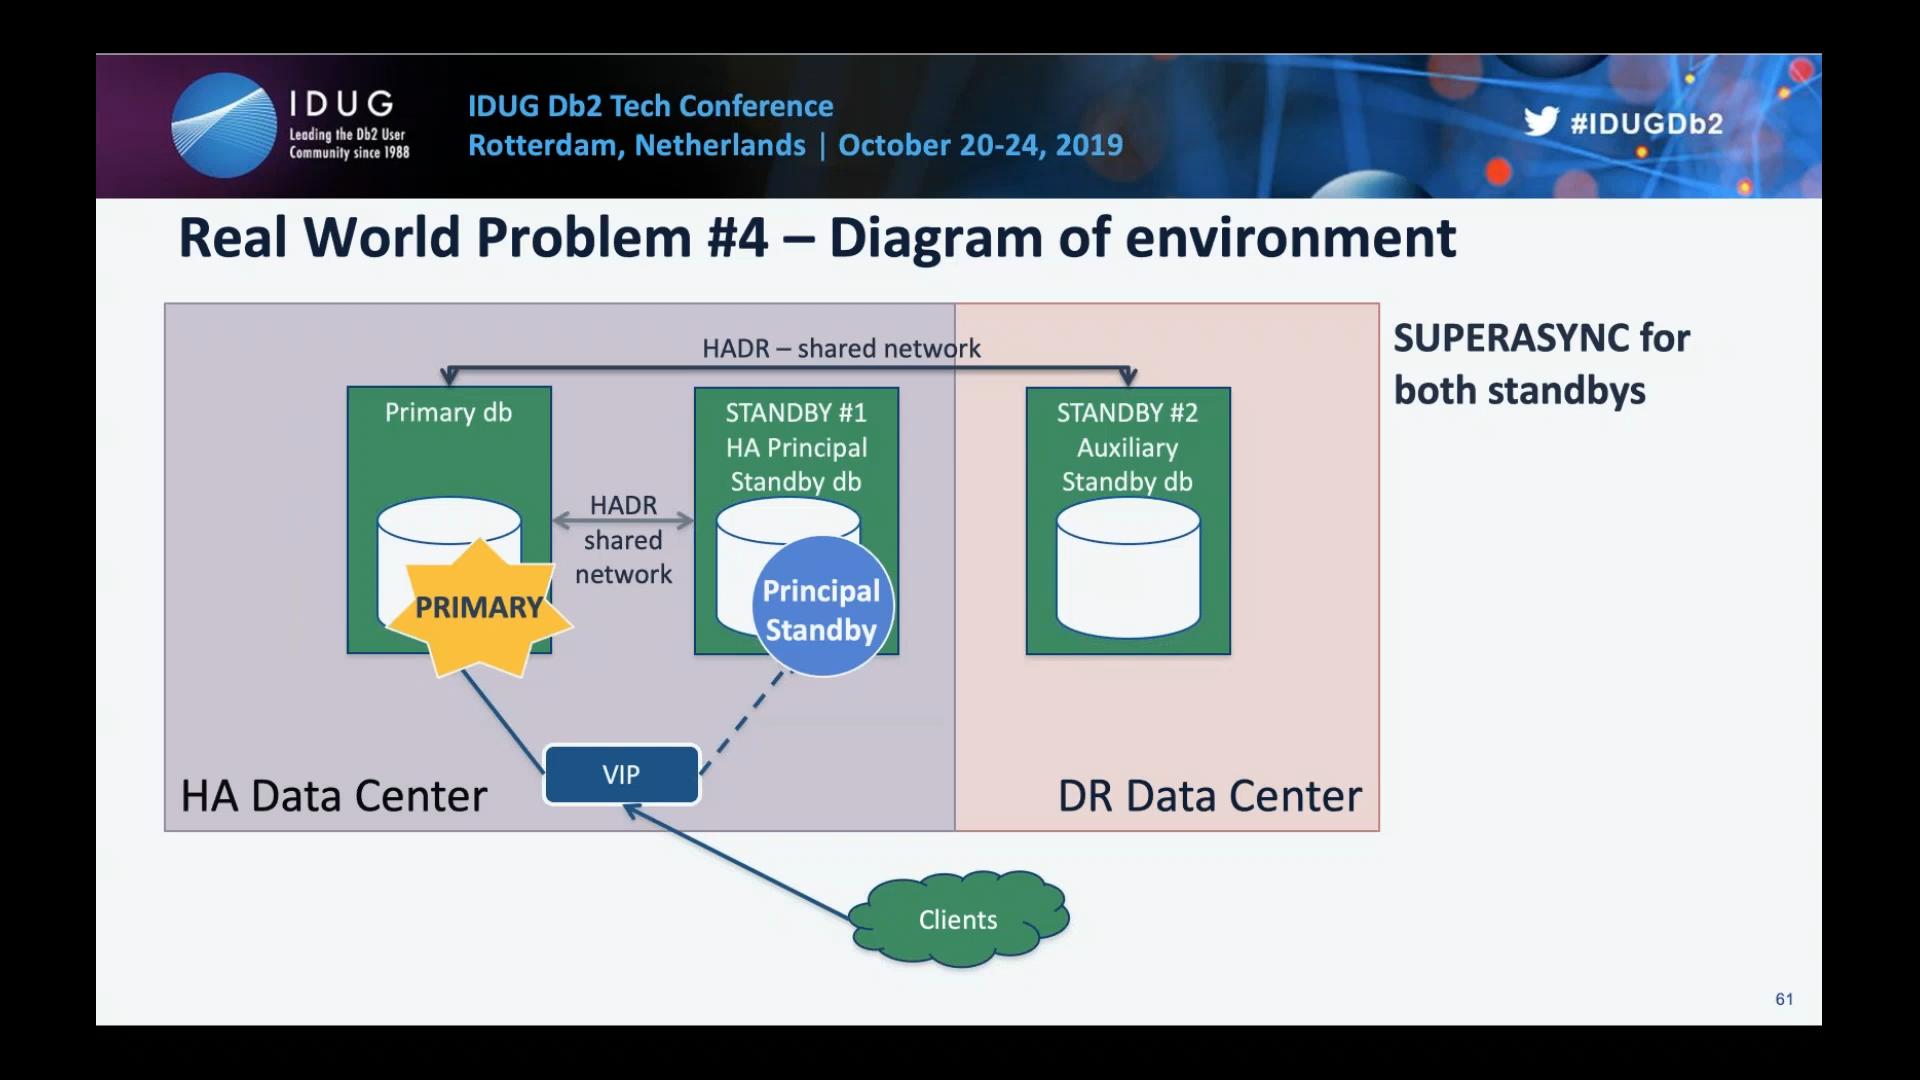 IDUG
Leading the Db2 User
Community since 1988
IDUG Db2 Tech Conference
Rotterdam, Netherlands | October 20-24, 2019
#IDUGDb2
Real World Problem #4 – Diagram of environment
HADR – shared network
SUPERASYNC for
both standbys
Primary db
STANDBY #1
HA Principal
Standby db
STANDBY #2
Auxiliary
Standby db
HADR
shared
network
PRIMARY
Principal
Standby
VIP
HA Data Center
DR Data Center
Clients
61